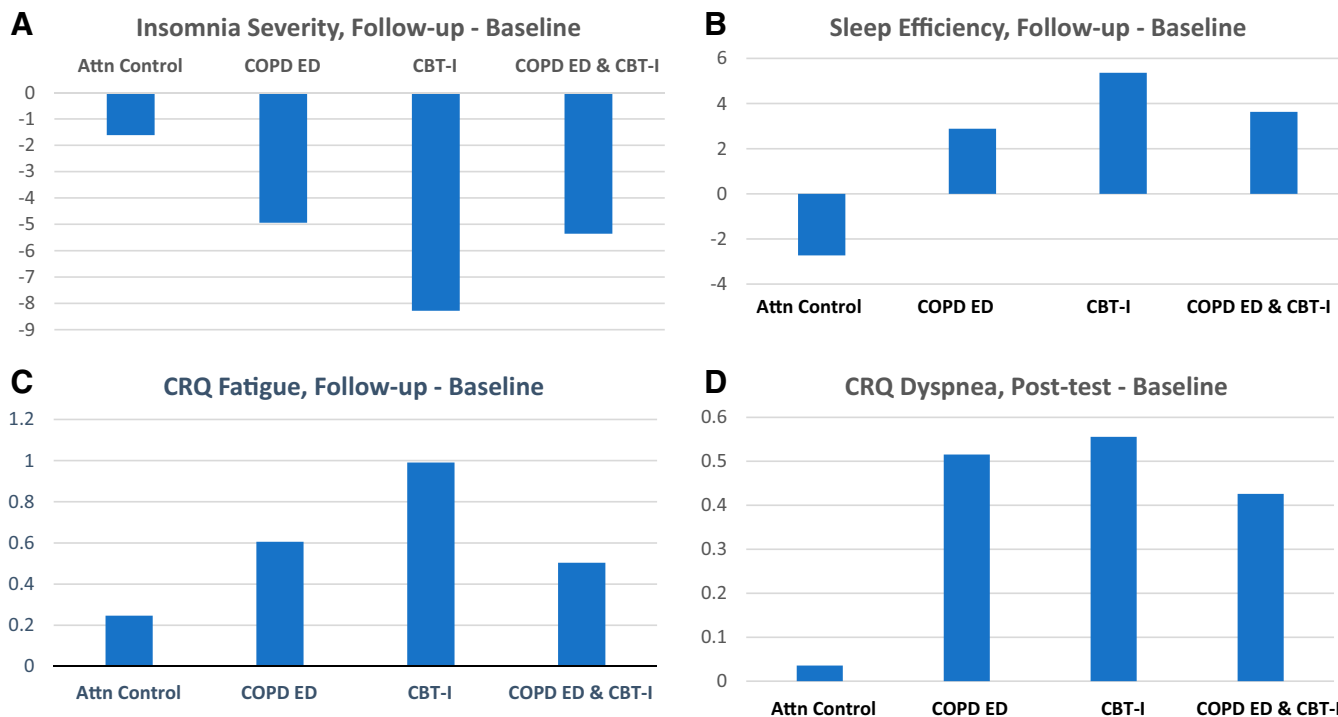 A
Insomnia Severity, Follow-up - Baseline
Attn Control COPD ED CBT-I COPD ED & CBT-I
0
-1
-2
-3
-4
-5
-6
-7
-8
-9
B
Sleep Efficiency, Follow-up - Baseline
6
4
2
0
-2
-4
Attn Control COPD ED CBT-I COPD ED & CBT-I
C
CRQ Fatigue, Follow-up - Baseline
1.2
1
0.8
0.6
0.4
0.2
0
Attn Control COPD ED CBT-I COPD ED & CBT-I
D
CRQ Dyspnea, Post-test - Baseline
0.6
0.5
0.4
0.3
0.2
0.1
0
Attn Control COPD ED CBT-I COPD ED & CBT-I